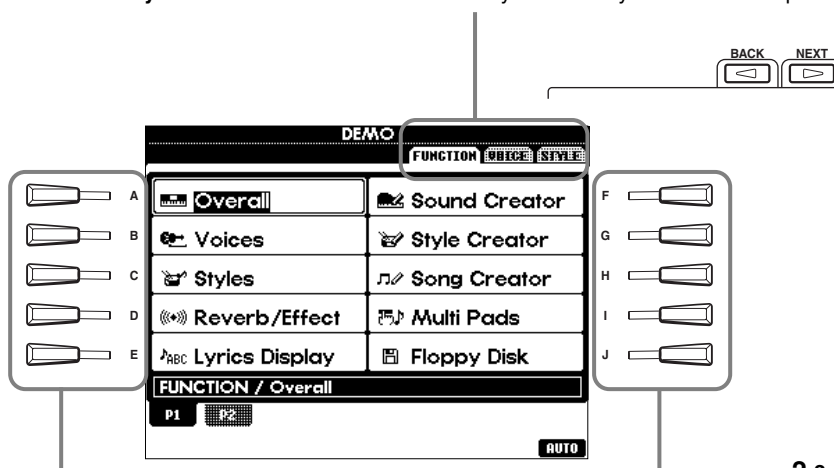 BACK NEXT
DEMO
FUNCTION VOICE STYLE
A Overall Sound Creator F
B Voices Style Creator G
C Styles Song Creator H
D Reverb/Effect Multi Pads I
E ABC Lyrics Display Floppy Disk J
FUNCTION / Overall
P1 P2
AUTO